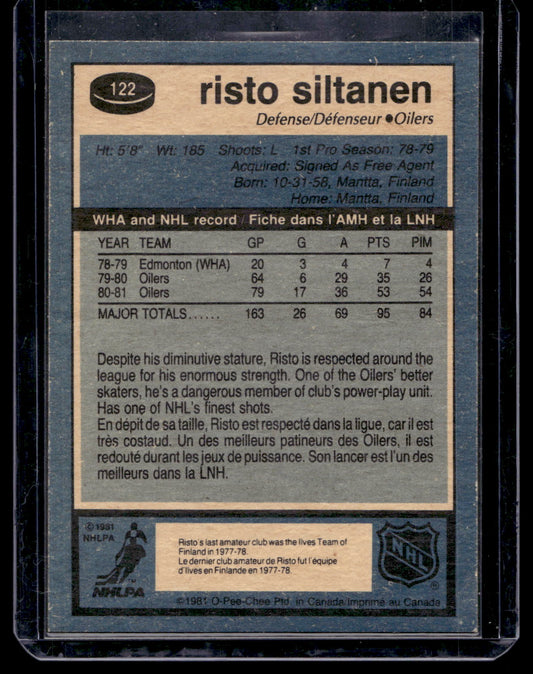 122
risto siltanen
Defense/Défenseur ●Oilers
Ht: 5'8" Wt: 185 Shoots: L 1st Pro Season: 78-79
Acquired: Signed As Free Agent
Born: 10-31-58, Mantta, Finland
Home: Mantta, Finland
WHA and NHL record / Fiche dans l'AMH et la LNH
YEAR TEAM GP G A PTS PIM
78-79 Edmonton (WHA) 20 3 4 7 4
79-80 Oilers 64 6 29 35 26
80-81 Oilers 79 17 36 53 54
MAJOR TOTALS...... 163 26 69 95 84
Despite his diminutive stature, Risto is respected around the
league for his enormous strength. One of the Oilers' better
skaters, he's a dangerous member of club's power-play unit.
Has one of NHL's finest shots.
En dépit de sa taille, Risto est respecté dans la ligue, car il est
très costaud. Un des meilleurs patineurs des Oilers, il est
redouté durant les jeux de puissance. Son lancer est l'un des
meilleurs dans la LNH.
© 1981
NHLPA
NHLPA
TM
Risto's last amateur club was the Ilves Team of
Finland in 1977-78.
Le dernier club amateur de Risto fut l'équipe
d'Ilves en Finlande en 1977-78.
NHL
®
©1981 O-Pee-Chee Ptd. in Canada Imprimé au Canada